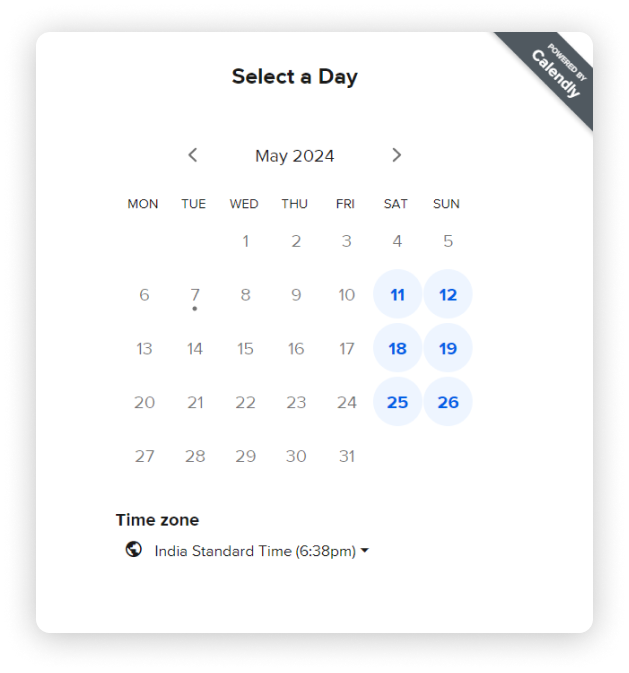 POWERED BY
Calendly
Select a Day
May 2024
MON TUE WED THU FRI SAT SUN
1 2 3 4 5
6 7 8 9 10 11 12
13 14 15 16 17 18 19
20 21 22 23 24 25 26
27 28 29 30 31
Time zone
India Standard Time (6:38pm)